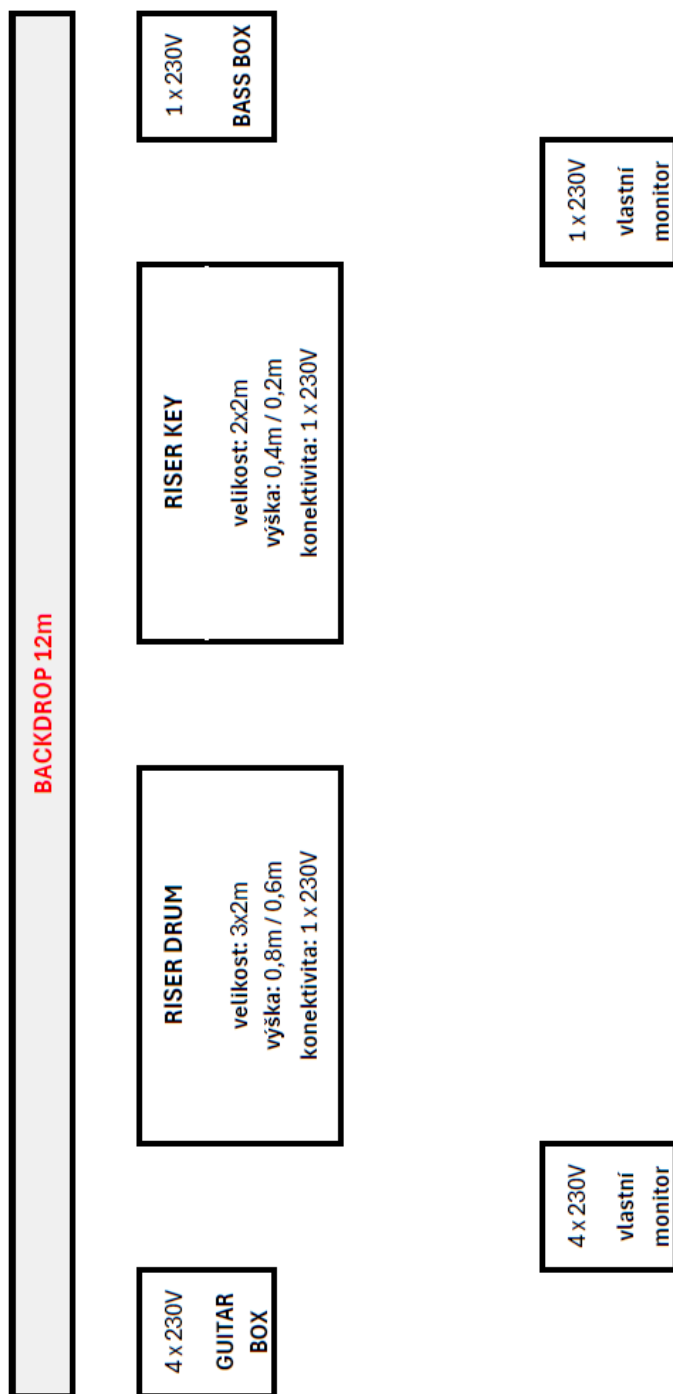 BACKDROP 12m
4 x 230V
GUITAR
BOX
RISER DRUM
velikost: 3x2m
výška: 0,8m / 0,6m
konektivita: 1 x 230V
RISER KEY
velikost: 2x2m
výška: 0,4m / 0,2m
konektivita: 1 x 230V
1 x 230V
BASS BOX
4 x 230V
vlastní
monitor
1 x 230V
vlastní
monitor